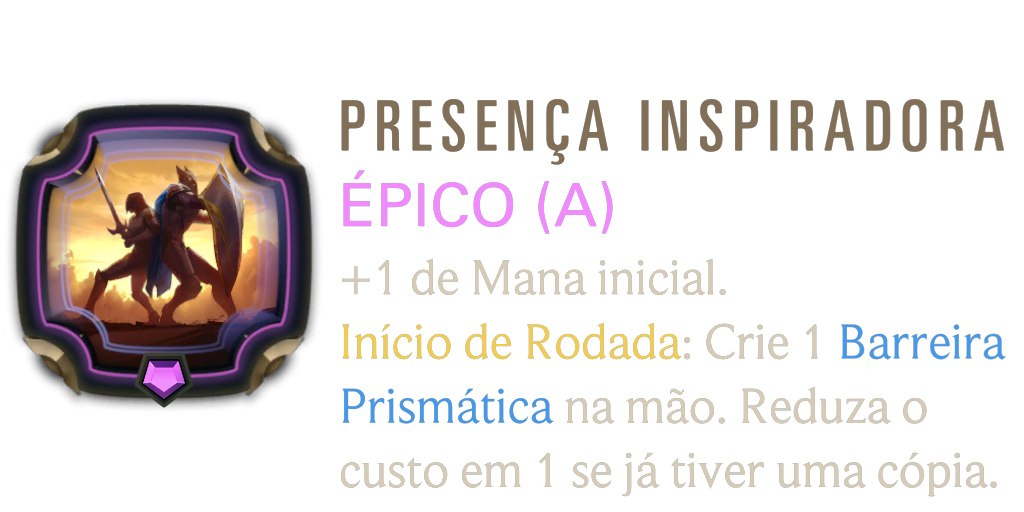 PRESENÇA INSPIRADORA
ÉPICO (A)
+1 de Mana inicial.
Início de Rodada: Crie 1 Barreira
Prismática na mão. Reduza o
custo em 1 se já tiver uma cópia.